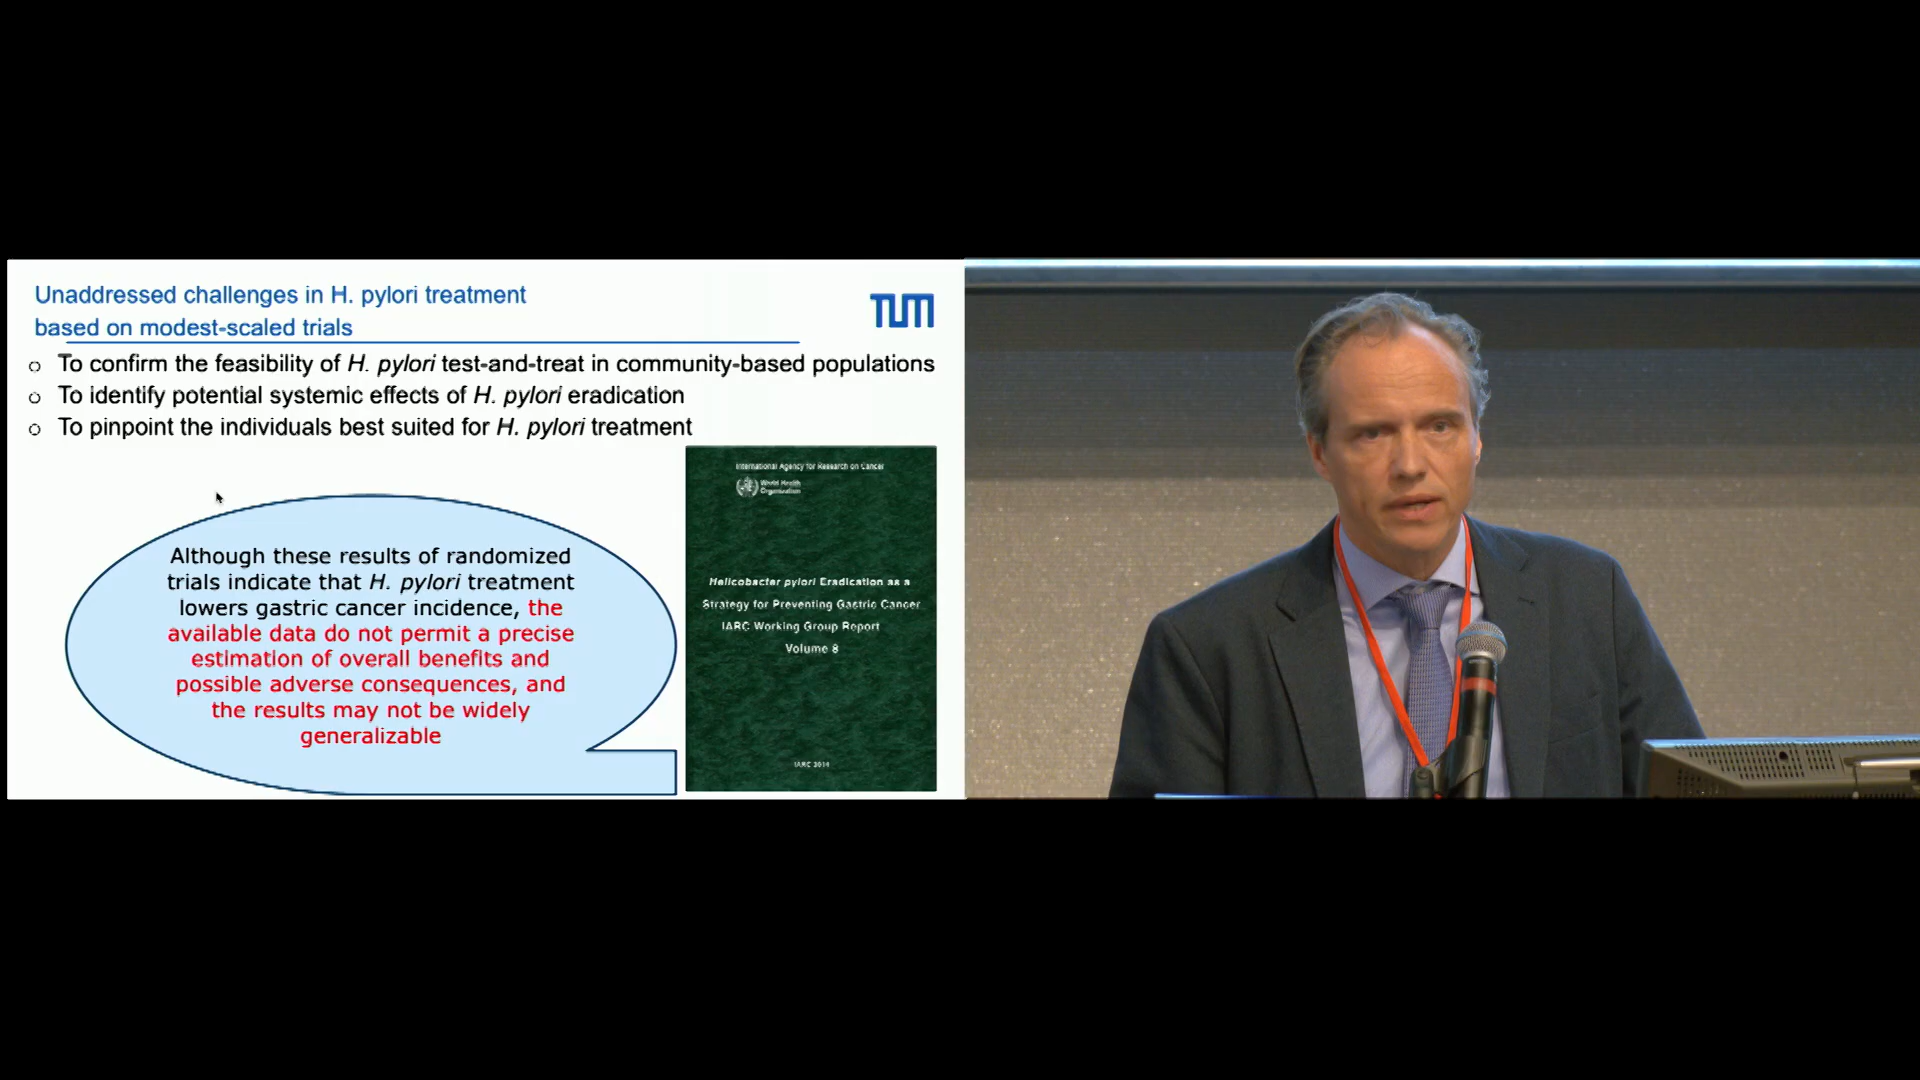 Unaddressed challenges in H. pylori treatment
based on modest-scaled trials
TUM
To confirm the feasibility of H. pylori test-and-treat in community-based populations
To identify potential systemic effects of H. pylori eradication
To pinpoint the individuals best suited for H. pylori treatment
Although these results of randomized
trials indicate that H. pylori treatment
lowers gastric cancer incidence, the
available data do not permit a precise
estimation of overall benefits and
possible adverse consequences, and
the results may not be widely
generalizable
International Agency for Research on Cancer
World Health
Organization
Helicobacter pylori Eradication as a
Strategy for Preventing Gastric Cancer
IARC Working Group Report
Volume 8
IARC 2014